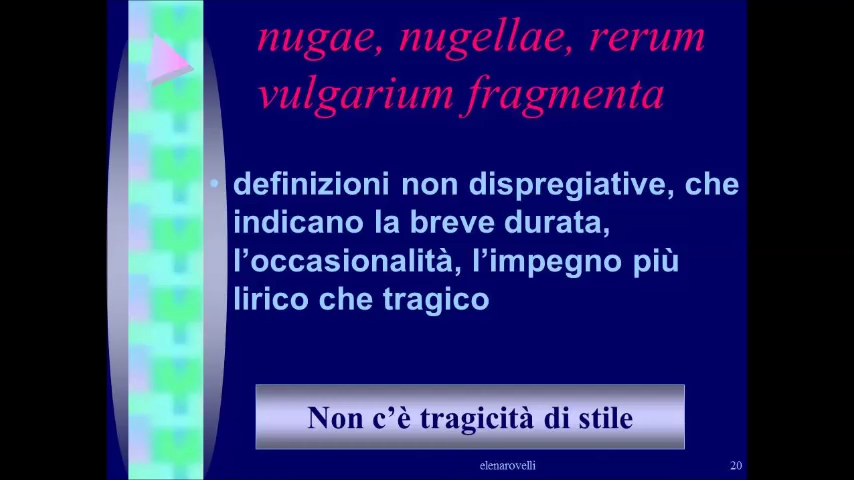 nugae, nugellae, rerum
vulgarium fragmenta
• definizioni non dispregiative, che
indicano la breve durata,
l’occasionalità, l’impegno più
lirico che tragico
Non c’è tragicità di stile
elenarovelli
20